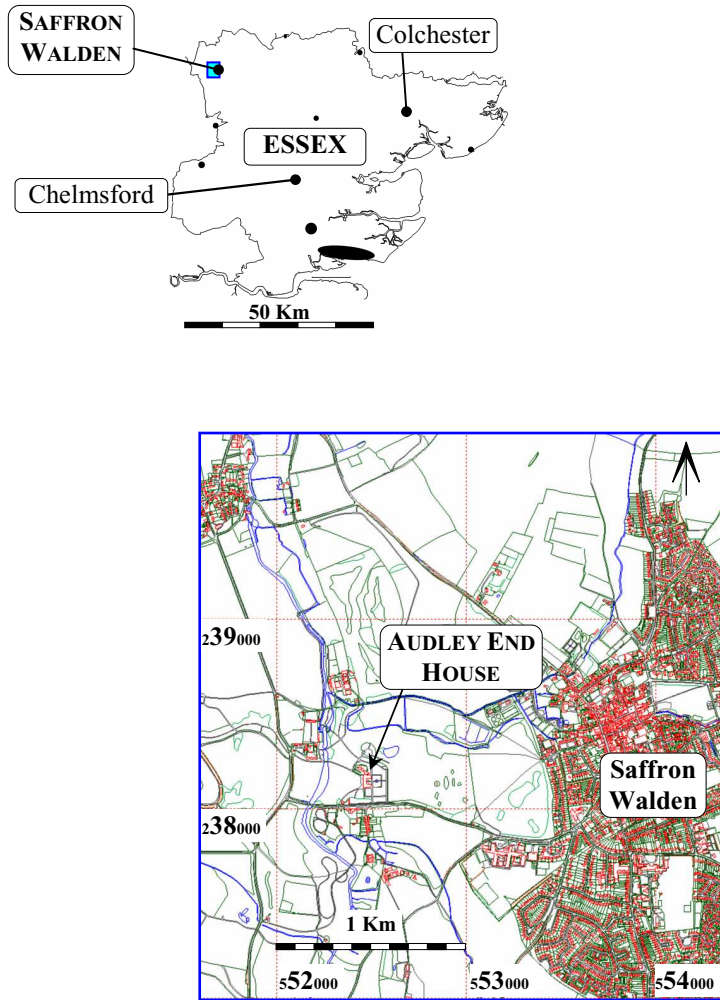 SAFFRON
WALDEN
Colchester
ESSEX
Chelmsford
50 Km
239000
AUDLEY END
HOUSE
Saffron
Walden
238000
1 Km
552000
553000
554000